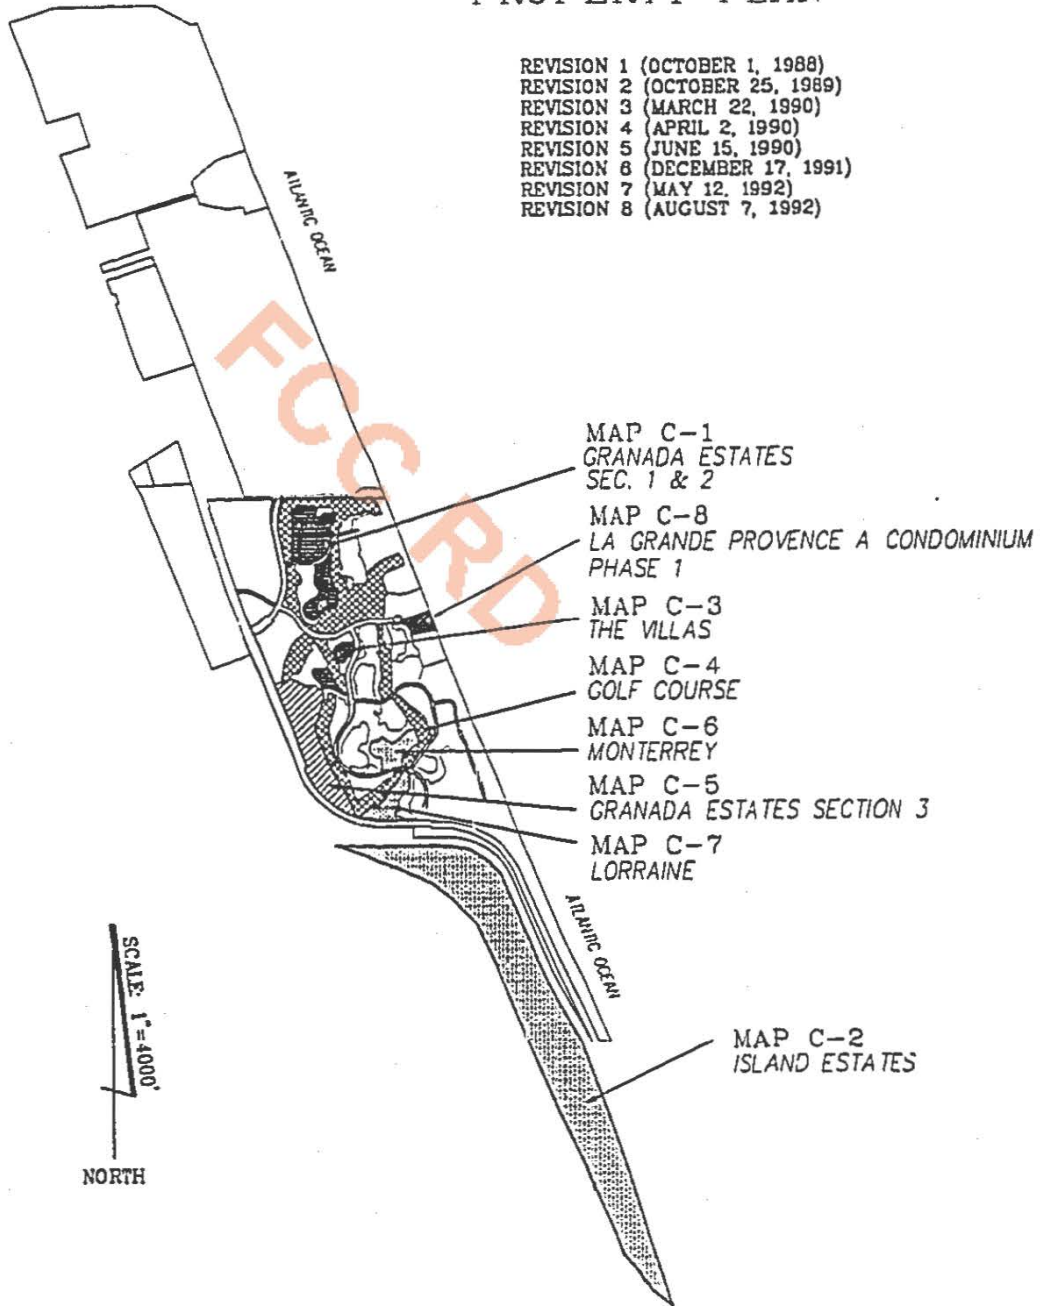 REVISION 1 (OCTOBER 1, 1988)
REVISION 2 (OCTOBER 25, 1989)
REVISION 3 (MARCH 22, 1990)
REVISION 4 (APRIL 2, 1990)
REVISION 5 (JUNE 15, 1990)
REVISION 6 (DECEMBER 17, 1991)
REVISION 7 (MAY 12, 1992)
REVISION 8 (AUGUST 7, 1992)
ATLANTIC OCEAN
FCC RD
MAP C-1
GRANADA ESTATES
SEC. 1 & 2
MAP C-8
LA GRANDE PROVENCE A CONDOMINIUM
PHASE 1
MAP C-3
THE VILLAS
MAP C-4
GOLF COURSE
MAP C-6
MONTERREY
MAP C-5
GRANADA ESTATES SECTION 3
MAP C-7
LORRAINE
ATLANTIC OCEAN
SCALE: 1"=4000'
MAP C-2
ISLAND ESTATES
NORTH